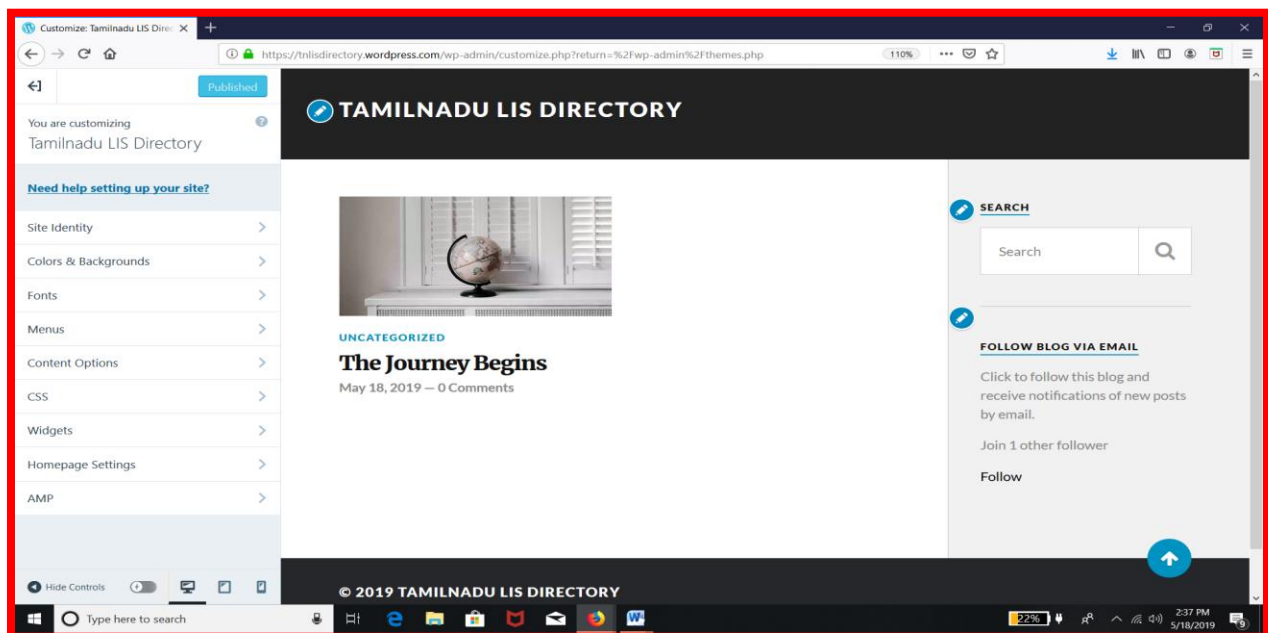 Customize: Tamilnadu LIS Direc
https://tnlisdirectory.wordpress.com/wp-admin/customize.php?return=%2Fwp-admin%2Fthemes.php
110%
Published
You are customizing
Tamilnadu LIS Directory
Need help setting up your site?
Site Identity
Colors & Backgrounds
Fonts
Menus
Content Options
CSS
Widgets
Homepage Settings
AMP
Hide Controls
TAMILNADU LIS DIRECTORY
UNCATEGORIZED
The Journey Begins
May 18, 2019 — 0 Comments
SEARCH
Search
FOLLOW BLOG VIA EMAIL
Click to follow this blog and
receive notifications of new posts
by email.
Join 1 other follower
Follow
© 2019 TAMILNADU LIS DIRECTORY
Type here to search
22%
2:37 PM
5/18/2019